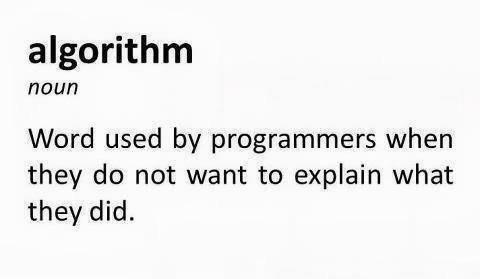 algorithm
noun
Word used by programmers when
they do not want to explain what
they did.